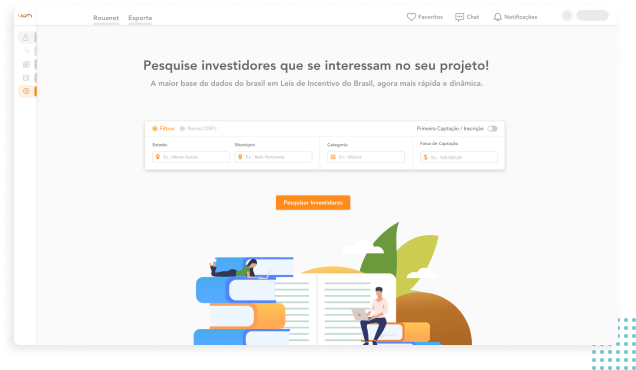 Rouanet Esporte
Favoritos Chat Notificações
Pesquise investidores que se interessam no seu projeto!
A maior base de dados do brasil em Leis de Incentivo do Brasil, agora mais rápida e dinâmica.
Filtros Nome/CNPJ Primeira Captação / Inscrição
Estado Município Categoria Faixa de Captação
Ex.: Minas Gerais Ex.: Belo Horizonte Ex.: Música Ex.: 100.000,00
Pesquisar Investidores